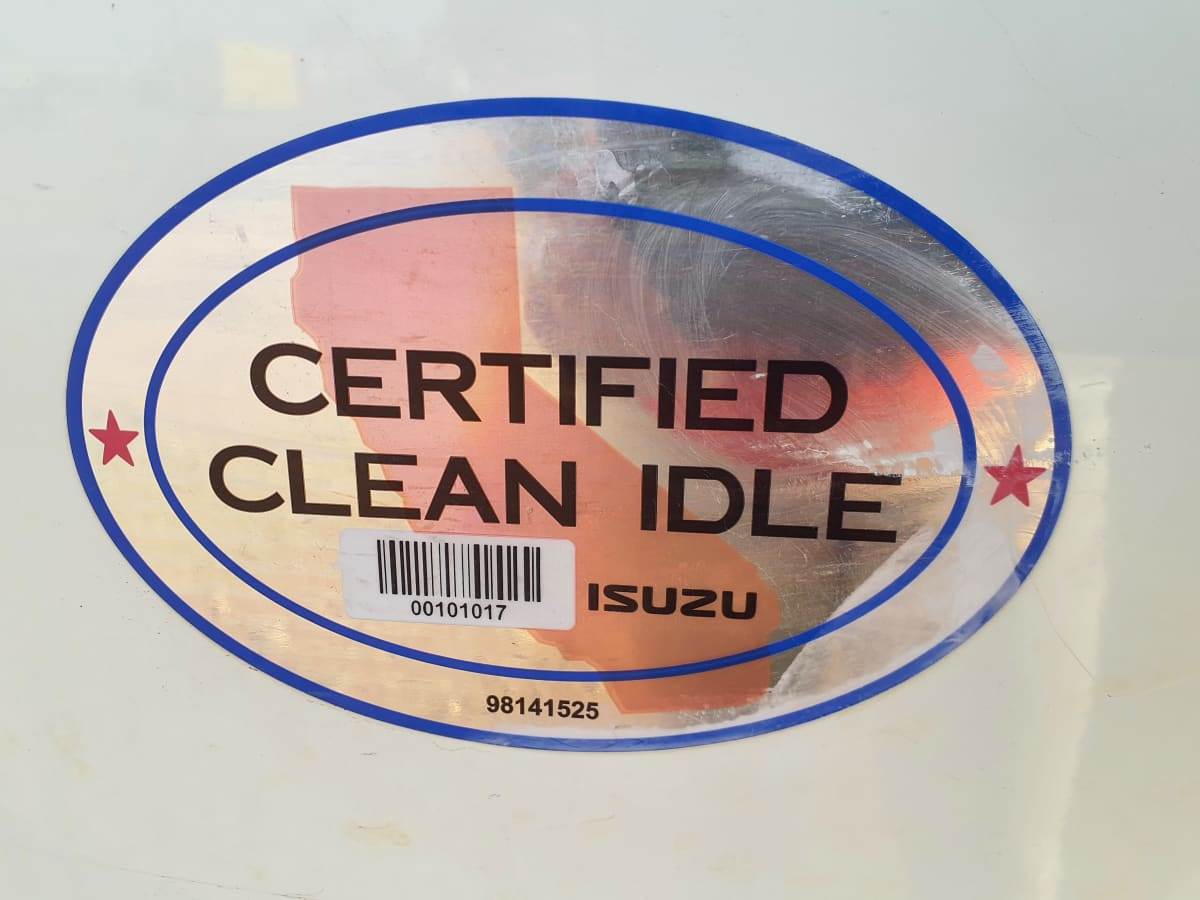 CERTIFIED
CLEAN IDLE
00101017
ISUZU
98141525